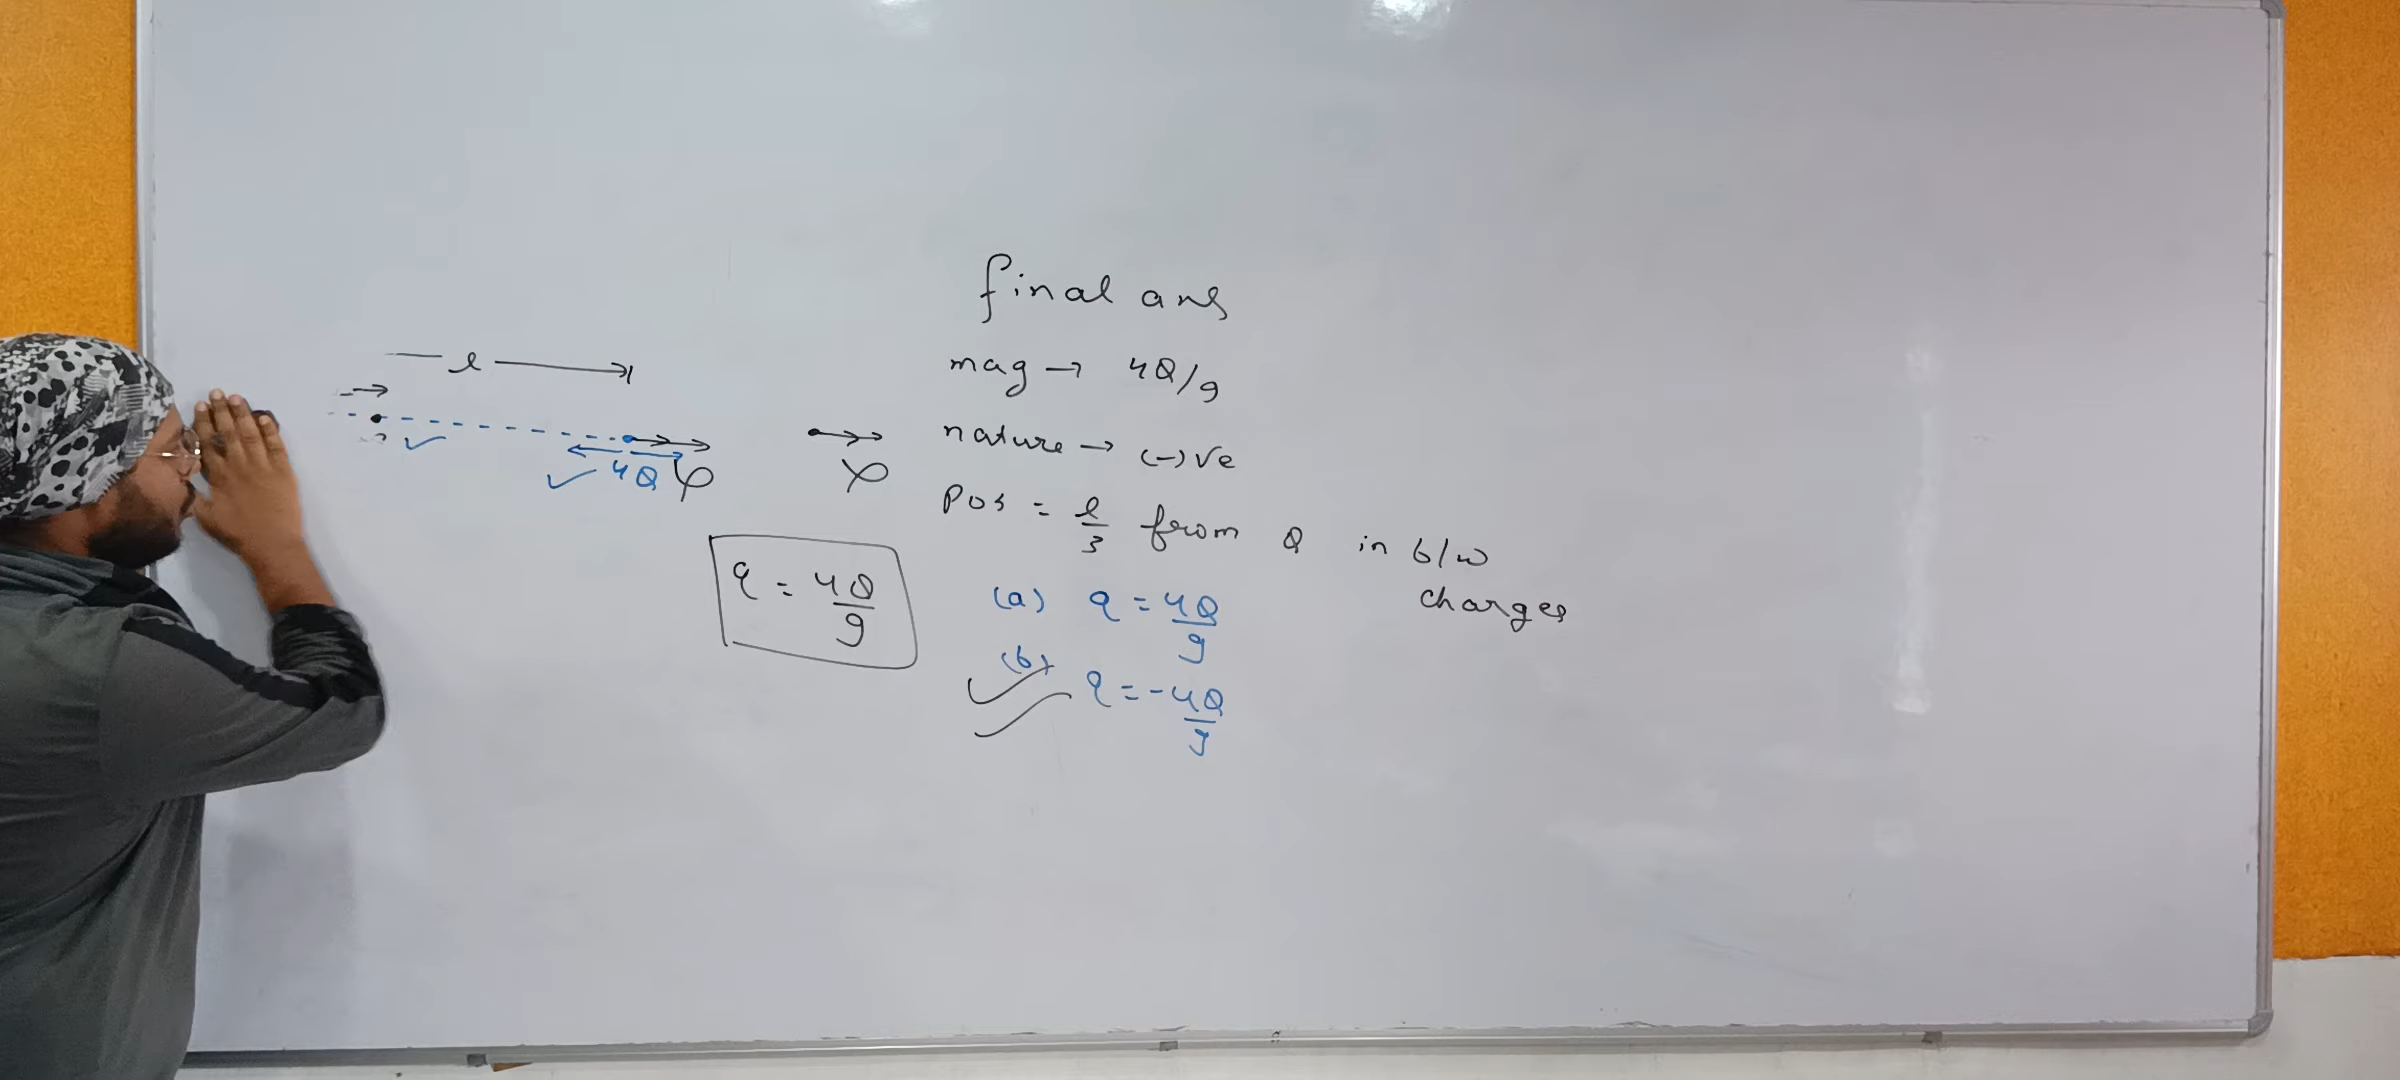 l
4Q
q = 4Q/9
final ans
mag → 4Q/9
nature → (-)ve
Pos = l/3 from Q in b/w
charges
(a) q = 4Q/9
(b) q = -4Q/9